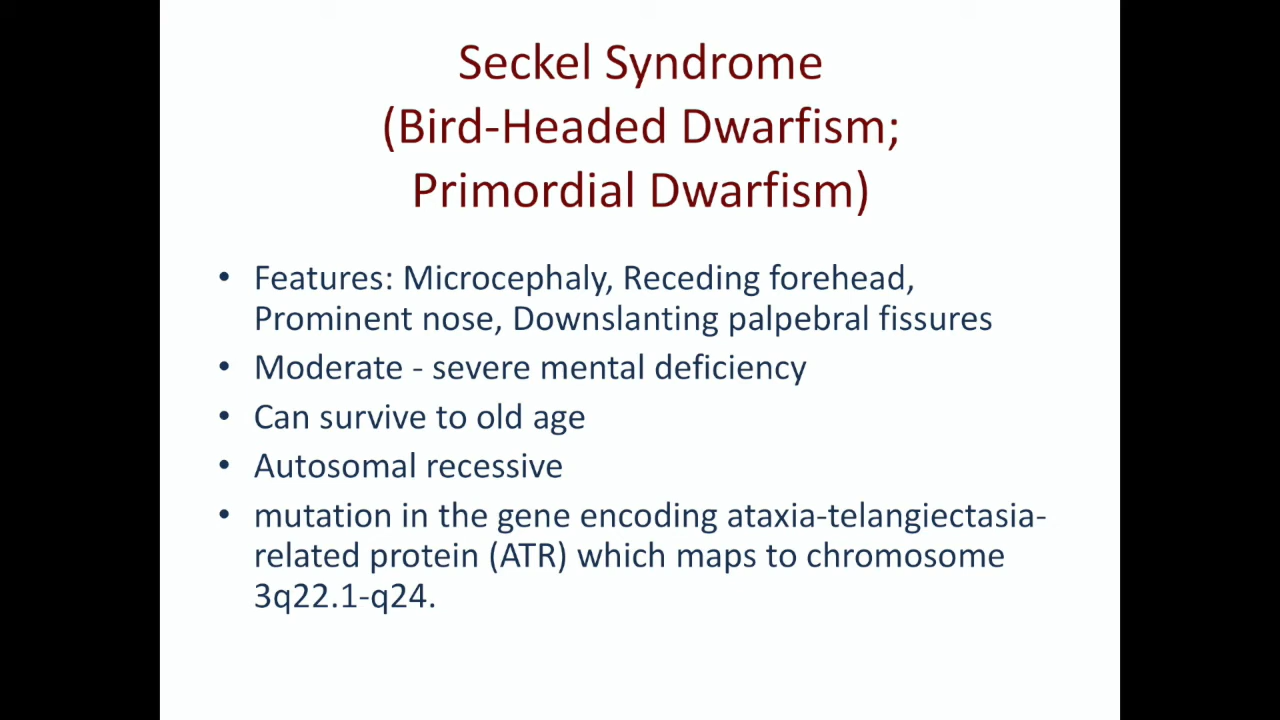 Seckel Syndrome
(Bird-Headed Dwarfism;
Primordial Dwarfism)
• Features: Microcephaly, Receding forehead,
Prominent nose, Downslanting palpebral fissures
• Moderate - severe mental deficiency
• Can survive to old age
• Autosomal recessive
• mutation in the gene encoding ataxia-telangiectasia-
related protein (ATR) which maps to chromosome
3q22.1-q24.